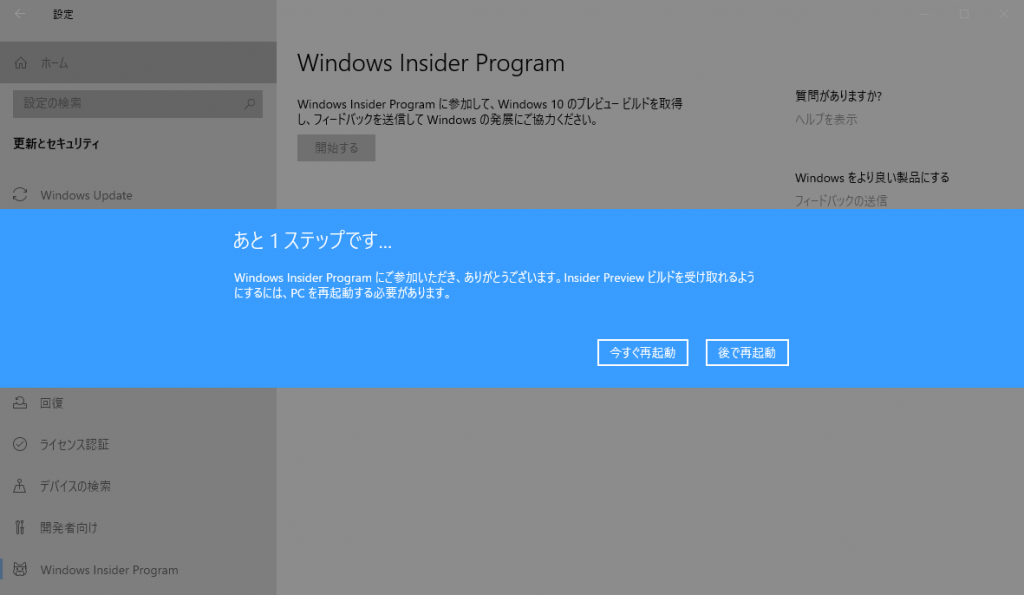 設定
ホーム
設定の検索
更新とセキュリティ
Windows Update
Windows Insider Program
Windows Insider Program に参加して、Windows 10 のプレビュー ビルドを取得
し、フィードバックを送信して Windows の発展にご協力ください。
開始する
質問がありますか?
ヘルプを表示
Windows をより良い製品にする
フィードバックの送信
あと 1 ステップです...
Windows Insider Program にご参加いただき、ありがとうございます。Insider Preview ビルドを受け取れるよう
にするには、PC を再起動する必要があります。
今すぐ再起動
後で再起動
回復
ライセンス認証
デバイスの検索
開発者向け
Windows Insider Program